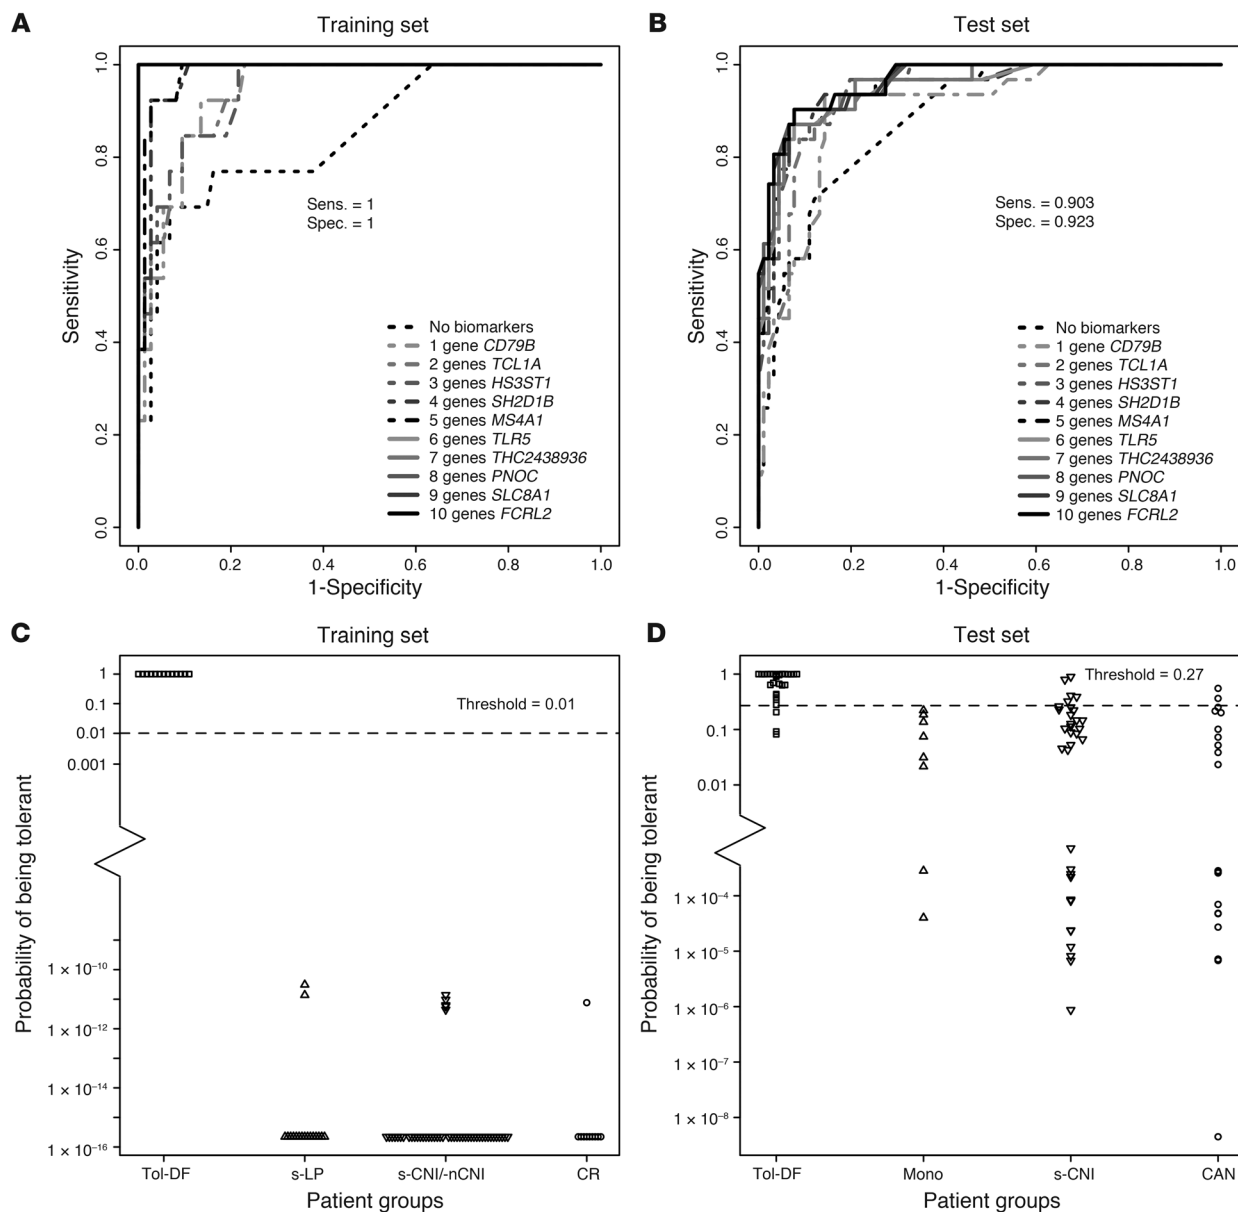 A
Training set
Sensitivity
1.0
0.8
0.6
0.4
0.2
0.0
Sens. = 1
Spec. = 1
No biomarkers
1 gene CD79B
2 genes TCL1A
3 genes HS3ST1
4 genes SH2D1B
5 genes MS4A1
6 genes TLR5
7 genes THC2438936
8 genes PNOC
9 genes SLC8A1
10 genes FCRL2
0.0 0.2 0.4 0.6 0.8 1.0
1-Specificity
B
Test set
Sensitivity
1.0
0.8
0.6
0.4
0.2
0.0
Sens. = 0.903
Spec. = 0.923
No biomarkers
1 gene CD79B
2 genes TCL1A
3 genes HS3ST1
4 genes SH2D1B
5 genes MS4A1
6 genes TLR5
7 genes THC2438936
8 genes PNOC
9 genes SLC8A1
10 genes FCRL2
0.0 0.2 0.4 0.6 0.8 1.0
1-Specificity
C
Training set
Probability of being tolerant
1
0.1
0.01
0.001
1 × 10⁻¹⁰
1 × 10⁻¹²
1 × 10⁻¹⁴
1 × 10⁻¹⁶
Threshold = 0.01
Tol-DF s-LP s-CNI/-nCNI CR
Patient groups
D
Test set
Probability of being tolerant
1
0.1
0.01
1 × 10⁻⁴
1 × 10⁻⁵
1 × 10⁻⁶
1 × 10⁻⁷
1 × 10⁻⁸
Threshold = 0.27
Tol-DF Mono s-CNI CAN
Patient groups